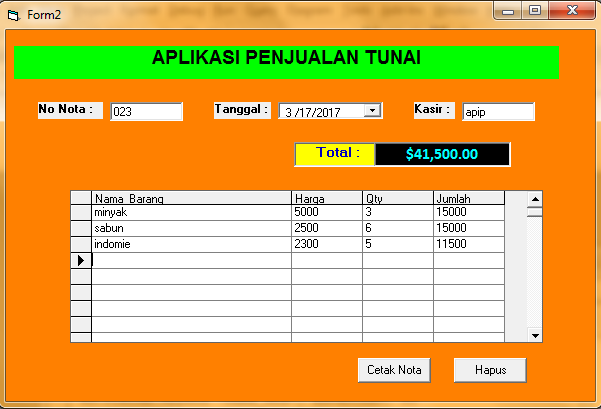 Form2
APLIKASI PENJUALAN TUNAI
No Nota : 023 Tanggal : 3 /17/2017 Kasir : apip
Total : $41,500.00
Nama Barang Harga Qty Jumlah
minyak 5000 3 15000
sabun 2500 6 15000
indomie 2300 5 11500
Cetak Nota Hapus